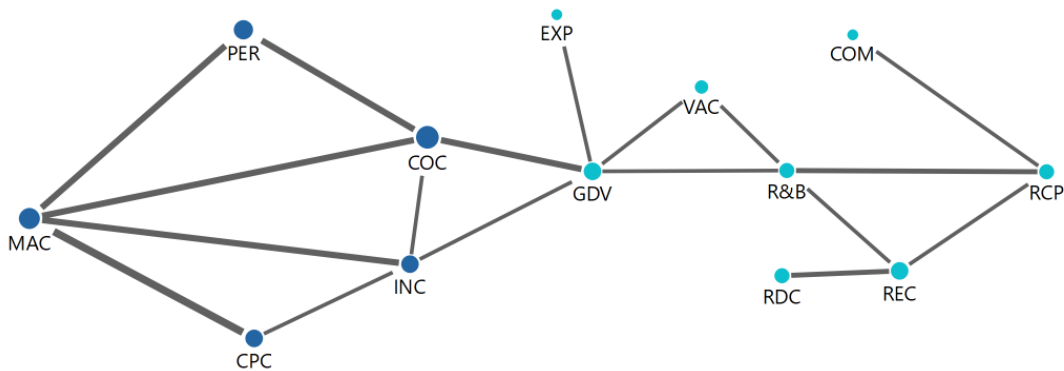 EXP
PER
COM
VAC
COC
GDV
R&B
RCP
MAC
INC
RDC
REC
CPC